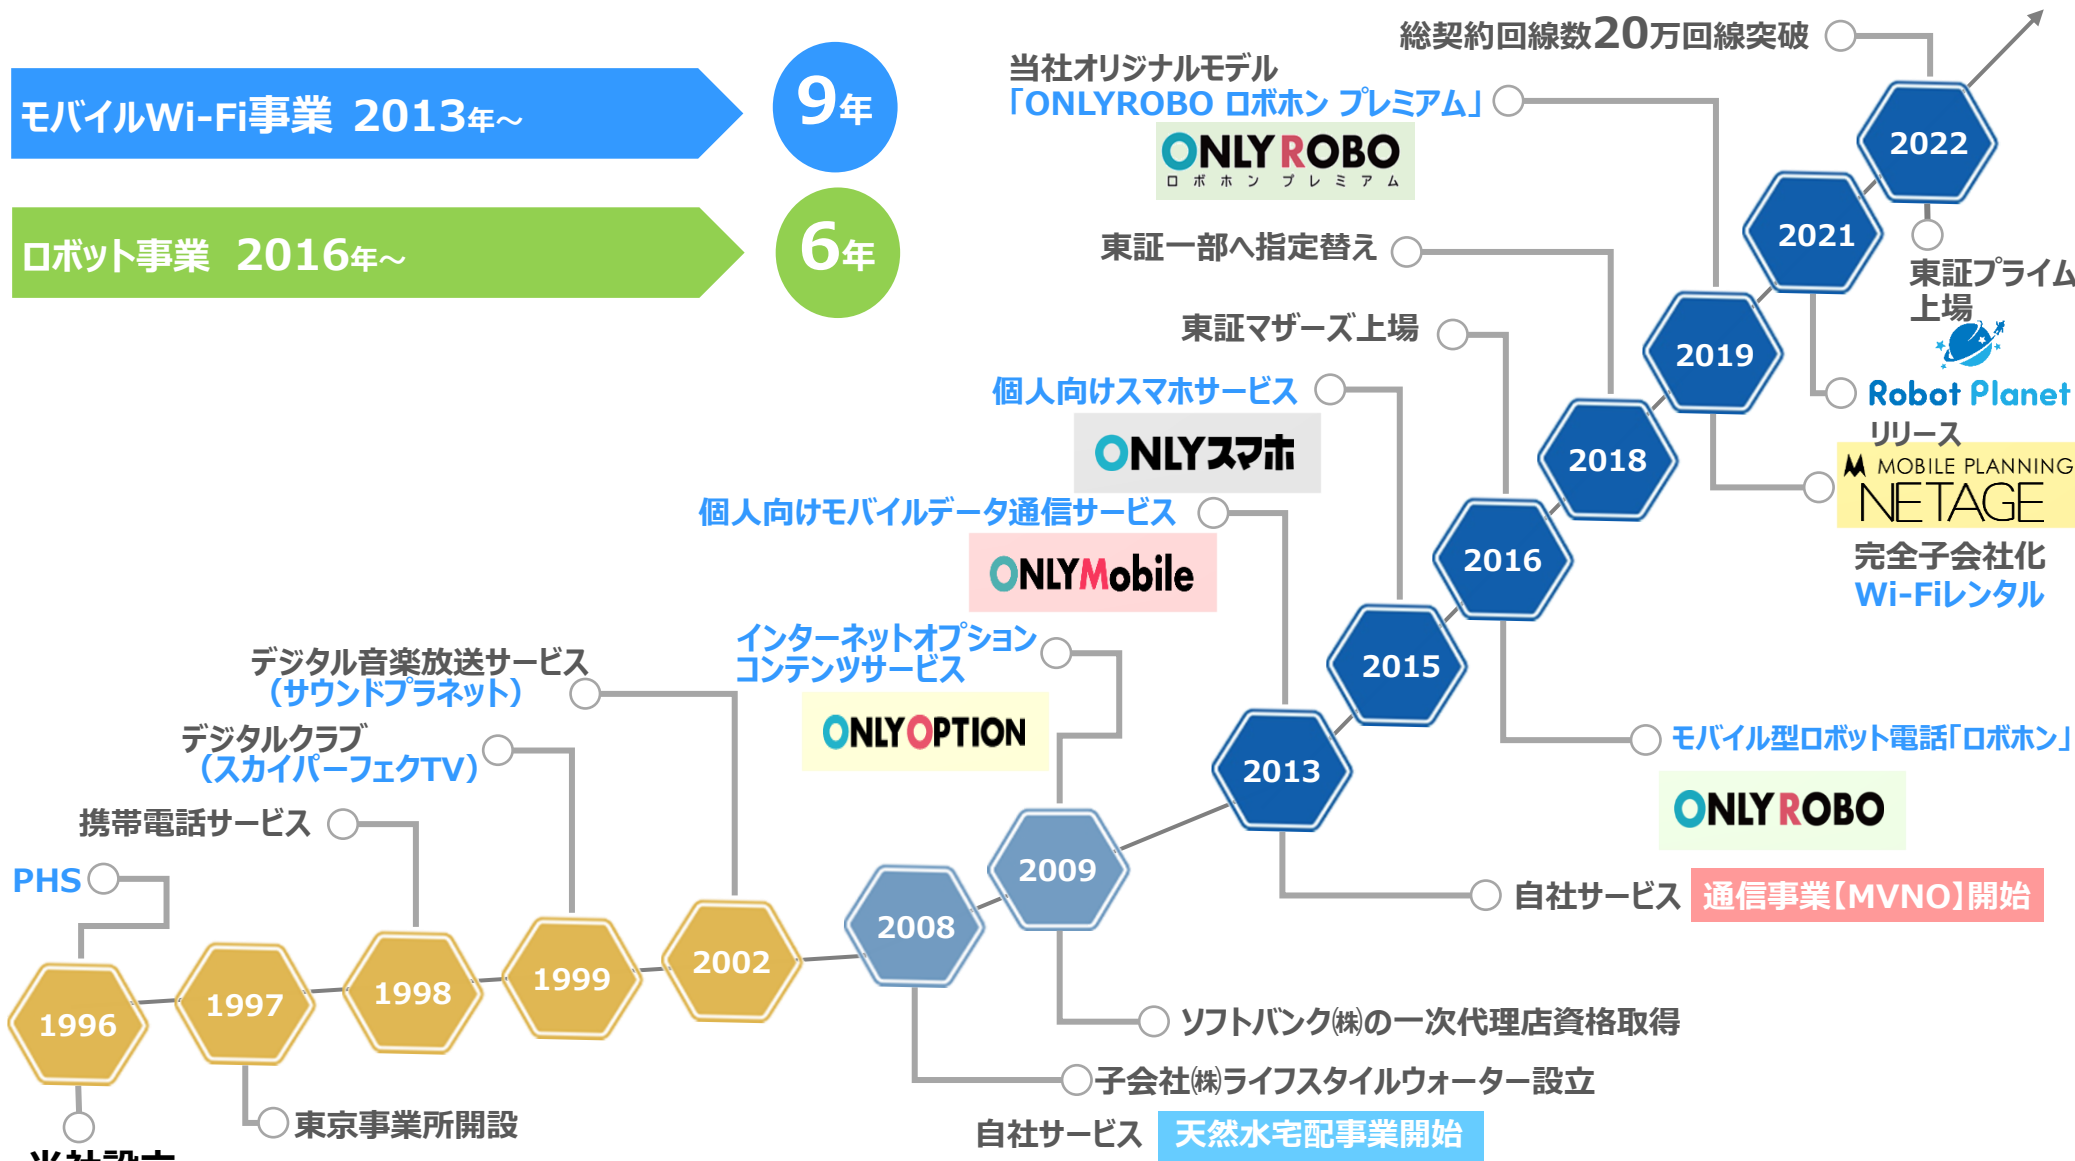 モバイルWi-Fi事業 2013年～
9年
ロボット事業 2016年～
6年
総契約回線数20万回線突破
当社オリジナルモデル
「ONLYROBO ロボホン プレミアム」
ONLYROBO
ロボホン プレミアム
2022
東証プライム
上場
東証一部へ指定替え
2021
Robot Planet
リリース
東証マザーズ上場
2019
MOBILE PLANNING
NETAGE
完全子会社化
Wi-Fiレンタル
個人向けスマホサービス
ONLYスマホ
2018
個人向けモバイルデータ通信サービス
ONLYMobile
2016
モバイル型ロボット電話「ロボホン」
ONLYROBO
インターネットオプション
コンテンツサービス
ONLYOPTION
2015
デジタル音楽放送サービス
（サウンドプラネット）
2013
自社サービス 通信事業【MVNO】開始
デジタルクラブ
（スカイパーフェクTV）
携帯電話サービス
PHS
2009
ソフトバンク㈱の一次代理店資格取得
2008
子会社㈱ライフスタイルウォーター設立
自社サービス 天然水宅配事業開始
2002
1999
1998
1997
東京事業所開設
1996
当社設立